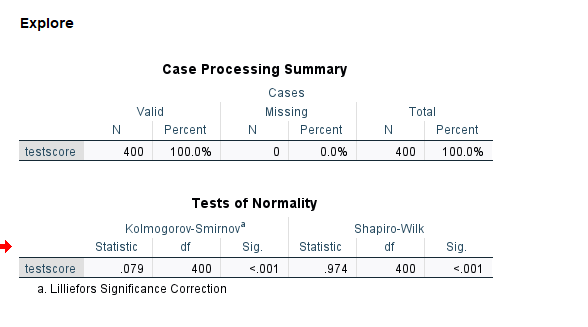 Explore
Case Processing Summary
Cases
Valid Missing Total
N Percent N Percent N Percent
testscore 400 100.0% 0 0.0% 400 100.0%
Tests of Normality
Kolmogorov-Smirnovᵃ Shapiro-Wilk
Statistic df Sig. Statistic df Sig.
testscore .079 400 <.001 .974 400 <.001
a. Lilliefors Significance Correction